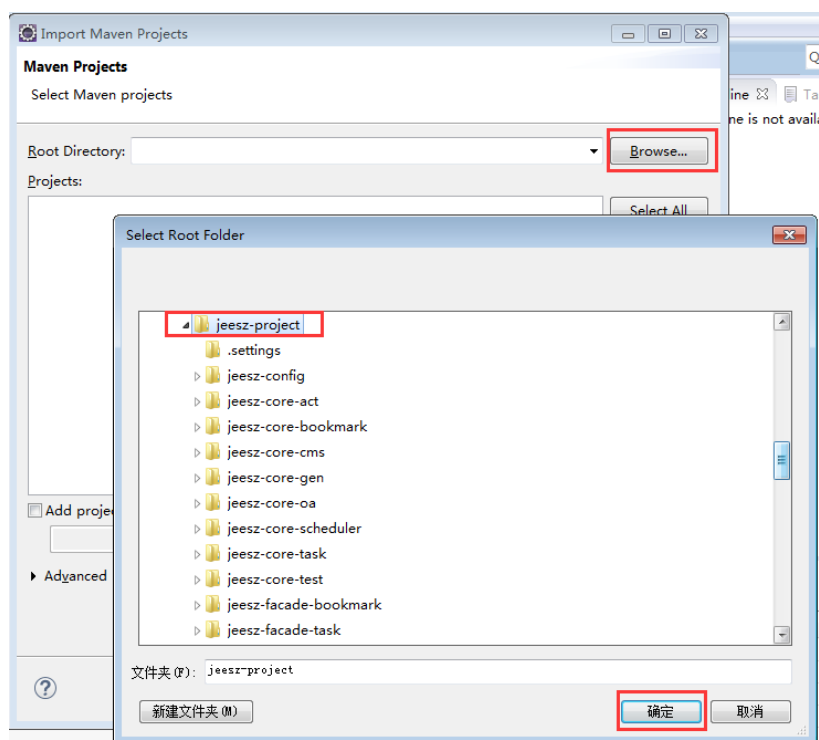 Import Maven Projects
Maven Projects
Select Maven projects
Root Directory:
Browse...
Projects:
Select All
ine
Ta
ne is not avail
Select Root Folder
jeesz-project
.settings
jeesz-config
jeesz-core-act
jeesz-core-bookmark
jeesz-core-cms
jeesz-core-gen
jeesz-core-oa
jeesz-core-scheduler
jeesz-core-task
jeesz-core-test
jeesz-facade-bookmark
jeesz-facade-task
Add proje
Advanced
文件夹(F): jeesz-project
新建文件夹(M)
确定
取消